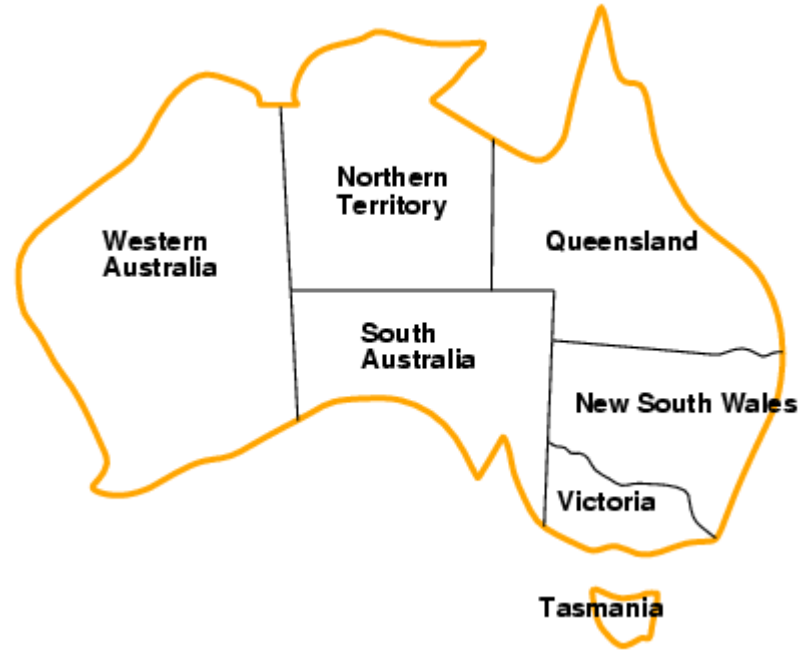 Northern
Territory
Western
Australia
Queensland
South
Australia
New South Wales
Victoria
Tasmania